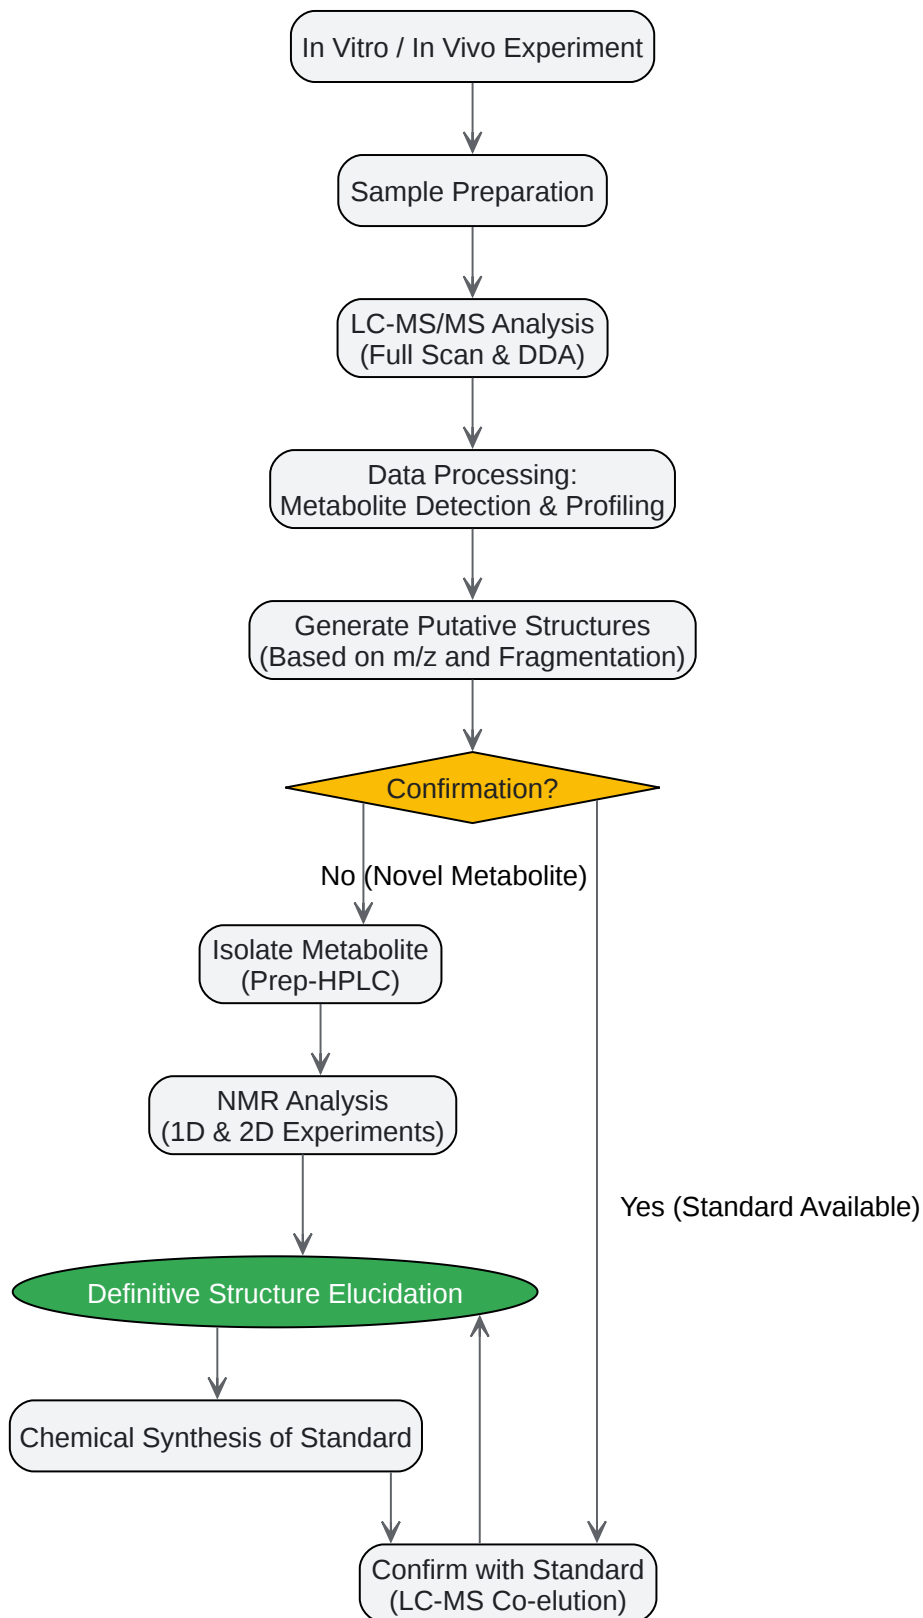 In Vitro / In Vivo Experiment
Sample Preparation
LC-MS/MS Analysis
(Full Scan & DDA)
Data Processing:
Metabolite Detection & Profiling
Generate Putative Structures
(Based on m/z and Fragmentation)
Confirmation?
No (Novel Metabolite)
Isolate Metabolite
(Prep-HPLC)
NMR Analysis
(1D & 2D Experiments)
Yes (Standard Available)
Definitive Structure Elucidation
Chemical Synthesis of Standard
Confirm with Standard
(LC-MS Co-elution)